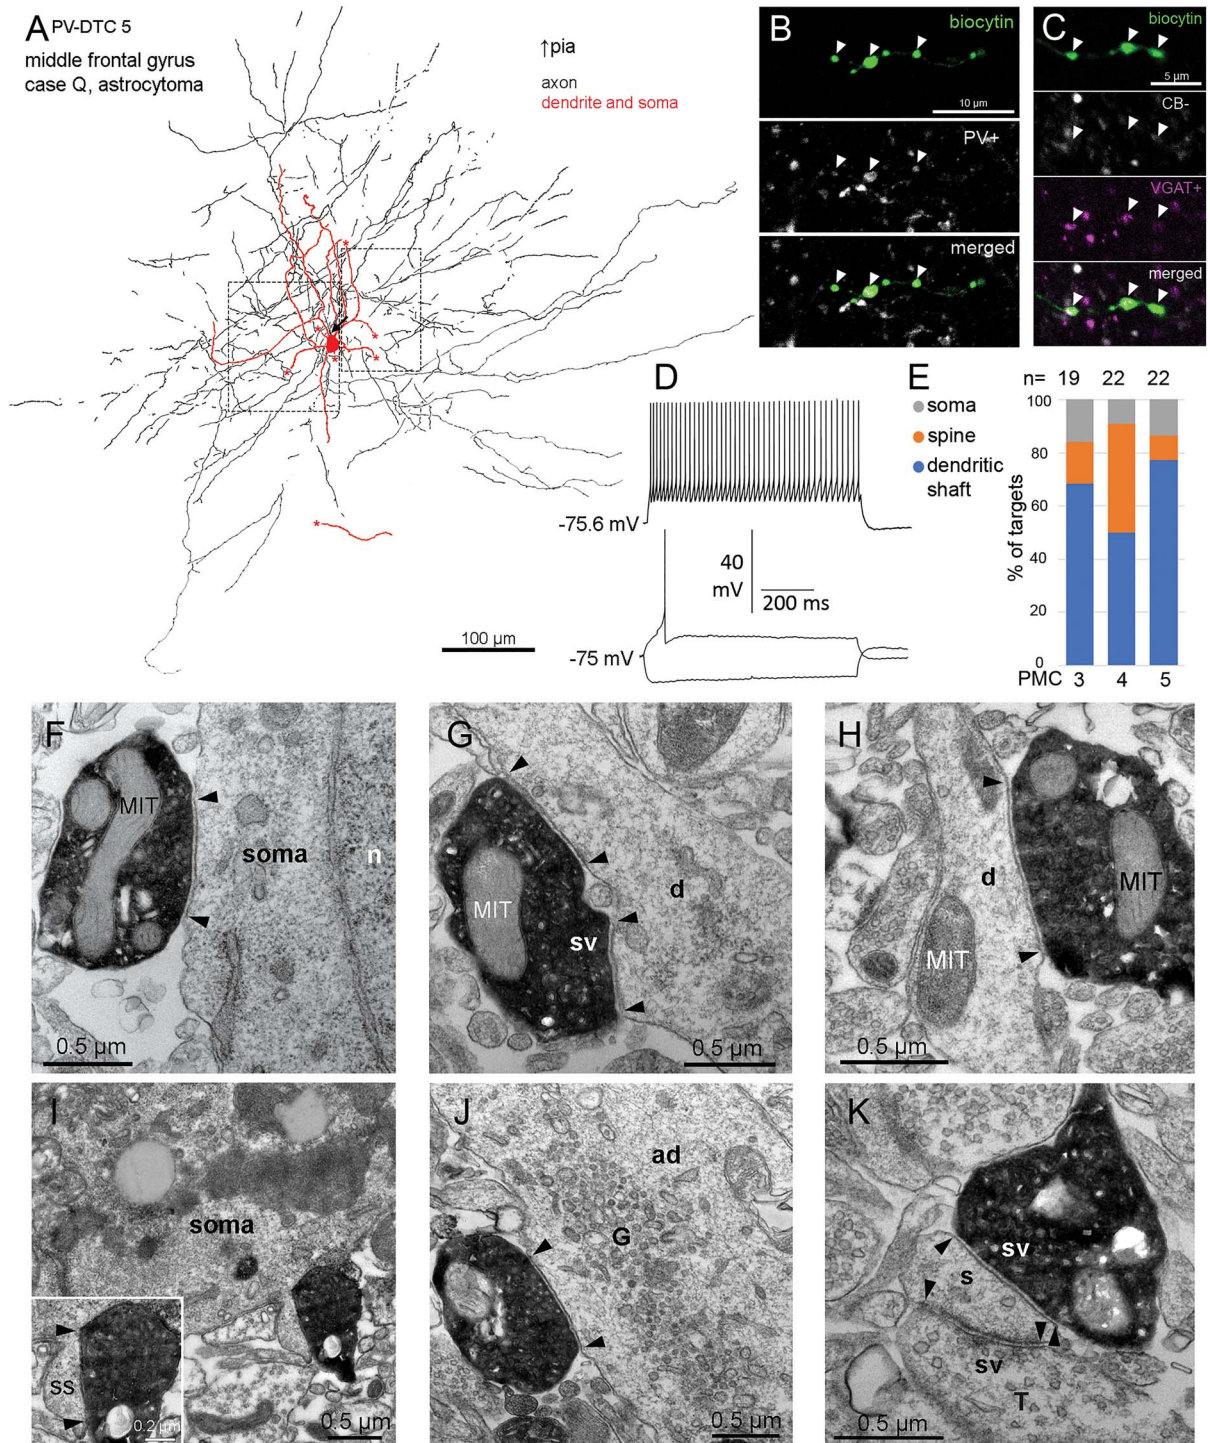 A PV-DTC 5
middle frontal gyrus
case Q, astrocytoma
↑pia
axon
dendrite and soma
*
*
*
*
*
*
100 µm
B
biocytin
10 µm
PV+
merged
C
biocytin
5 µm
CB-
VGAT+
merged
D
-75.6 mV
40
mV
200 ms
-75 mV
E
n= 19 22 22
soma
spine
dendritic
shaft
% of targets
100
80
60
40
20
0
PMC 3 4 5
F
MIT
soma
n
0.5 µm
G
MIT
d
sv
0.5 µm
H
d
MIT
MIT
0.5 µm
I
soma
ss
0.2 µm
0.5 µm
J
ad
G
0.5 µm
K
sv
s
sv
T
0.5 µm